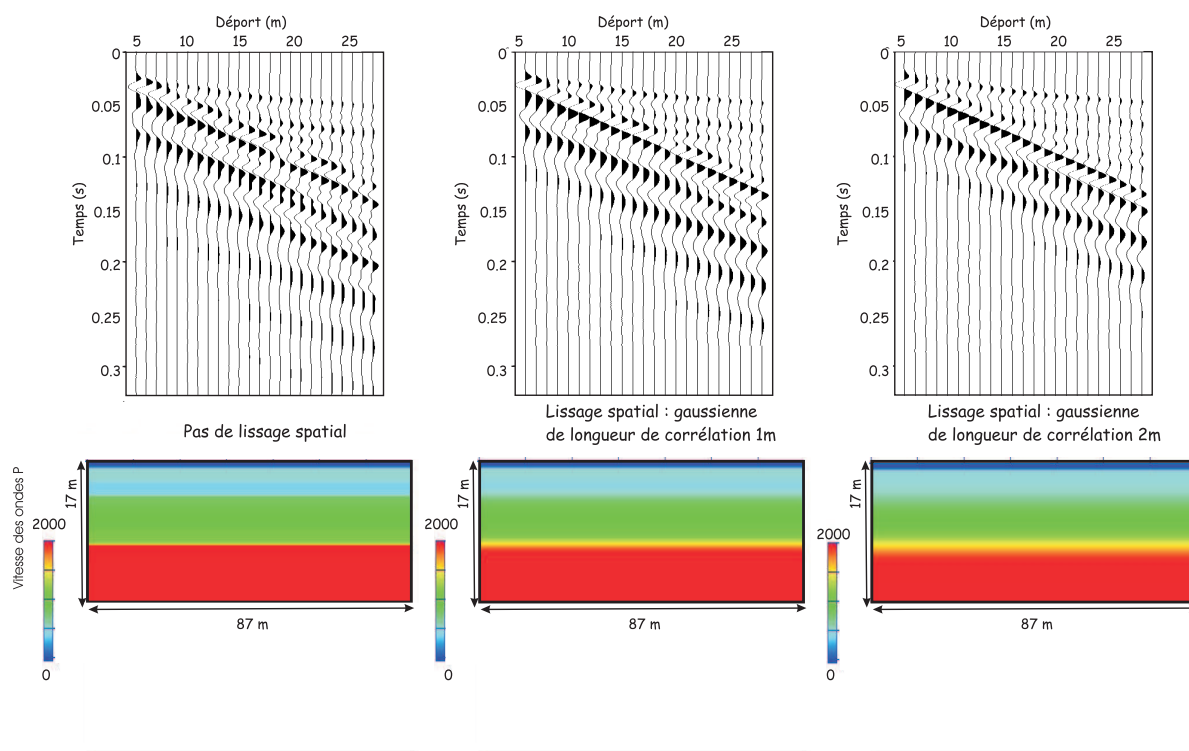 Déport (m)
5 10 15 20 25
0
0.05
0.1
0.15
0.2
0.25
0.3
Temps (s)
Déport (m)
5 10 15 20 25
0
0.05
0.1
0.15
0.2
0.25
0.3
Temps (s)
Déport (m)
5 10 15 20 25
0
0.05
0.1
0.15
0.2
0.25
0.3
Temps (s)
Pas de lissage spatial
Lissage spatial : gaussienne
de longueur de corrélation 1m
Lissage spatial : gaussienne
de longueur de corrélation 2m
Vitesse des ondes P
2000
0
17 m
87 m
2000
0
17 m
87 m
2000
0
17 m
87 m